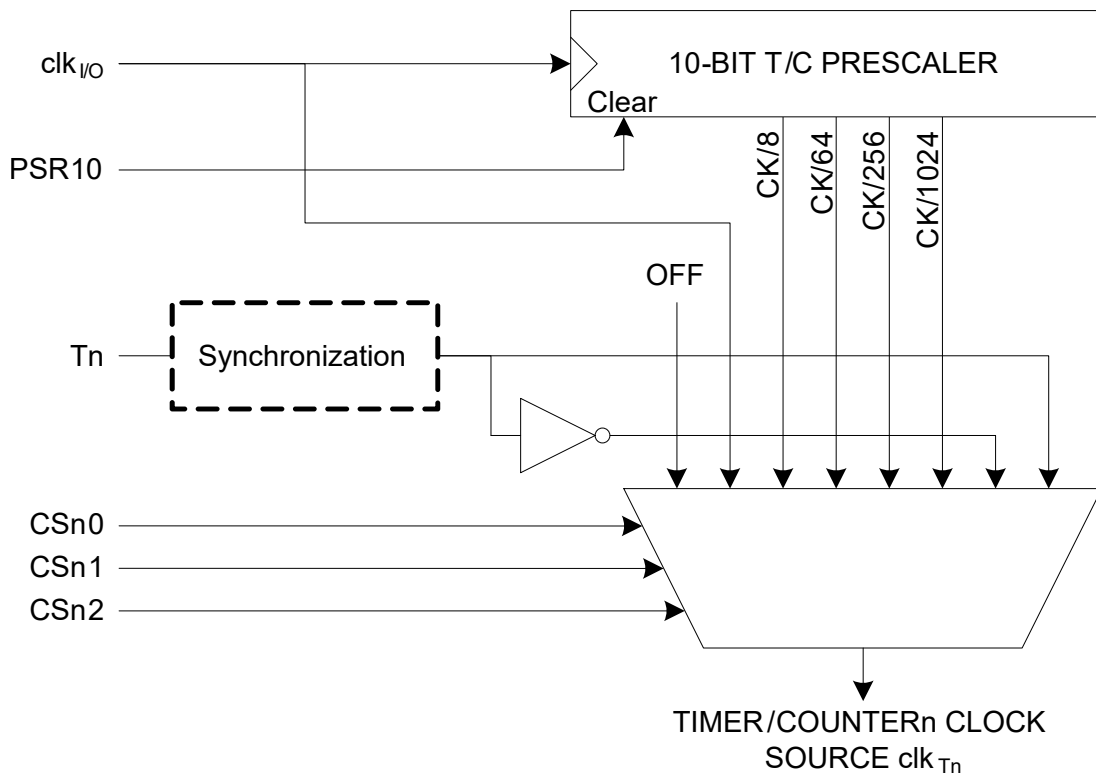 clkI/O
10-BIT T/C PRESCALER
Clear
PSR10
CK/8
CK/64
CK/256
CK/1024
OFF
Tn
Synchronization
CSn0
CSn1
CSn2
TIMER/COUNTERn CLOCK
SOURCE clkTn